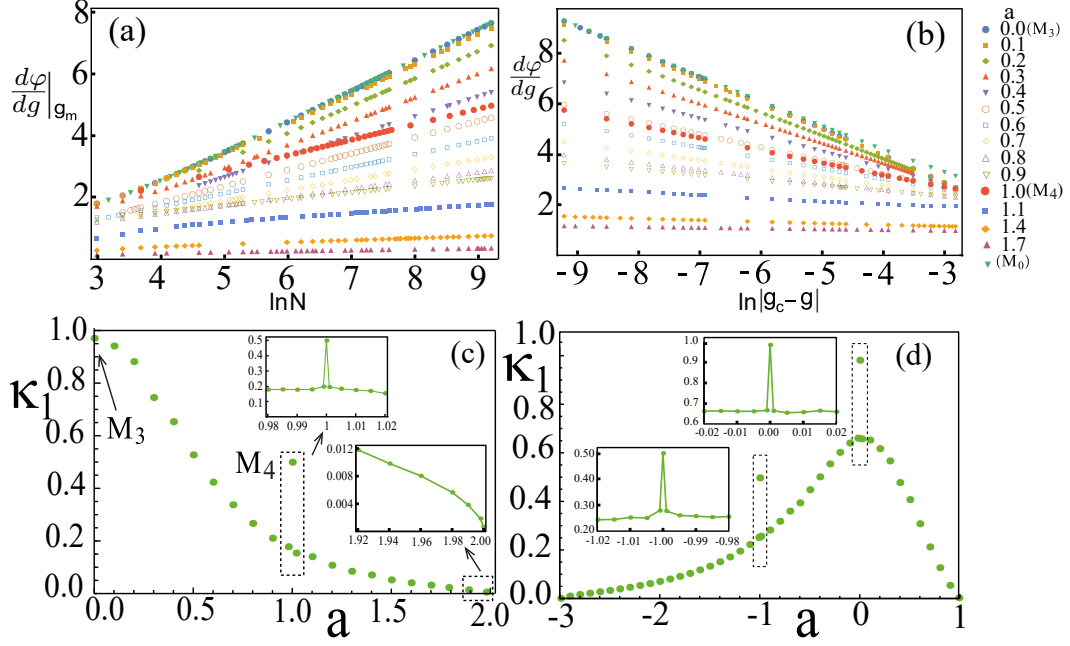 (a)
8
6
4
2
dφ/dg|gₘ
3 4 5 6 7 8 9
lnN
(b)
8
6
4
2
dφ/dg
-9 -8 -7 -6 -5 -4 -3
ln|g_c-g|
a
0.0(M₃)
0.1
0.2
0.3
0.4
0.5
0.6
0.7
0.8
0.9
1.0(M₄)
1.1
1.4
1.7
(M₀)
(c)
1.0
0.8
0.6
0.4
0.2
0.0
κ₁
M₃
M₄
0.0 0.5 1.0 1.5 2.0
a
0.5
0.4
0.3
0.2
0.1
0.98 0.99 1 1.01 1.02
0.012
0.008
0.004
1.92 1.94 1.96 1.98 2.00
(d)
1.0
0.8
0.6
0.4
0.2
0.0
κ₁
-3 -2 -1 0 1
a
1.0
0.9
0.8
0.7
0.6
-0.02 -0.01 0.00 0.01 0.02
0.50
0.40
0.30
0.20
-1.02 -1.01 -1.00 -0.99 -0.98